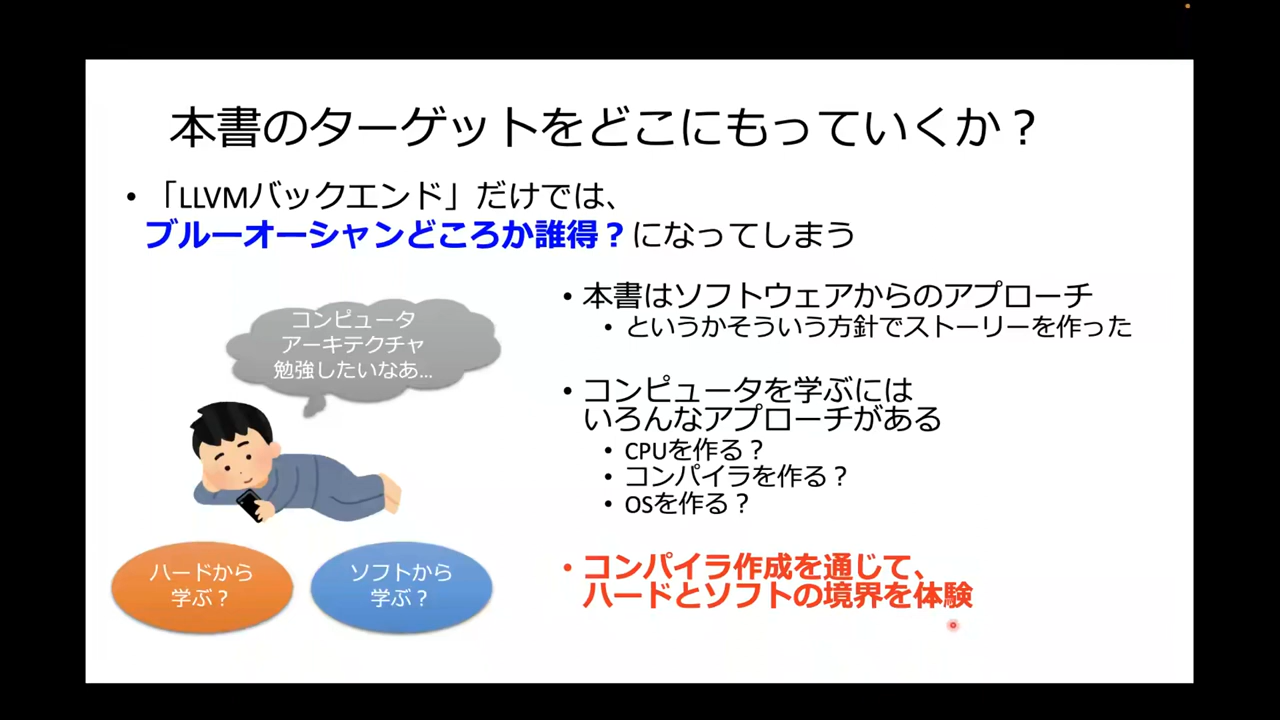 本書のターゲットをどこにもっていくか？
• 「LLVMバックエンド」だけでは、
ブルーオーシャンどころか誰得？になってしまう
コンピュータ
アーキテクチャ
勉強したいなあ…
ハードから
学ぶ？
ソフトから
学ぶ？
• 本書はソフトウェアからのアプローチ
• というかそういう方針でストーリーを作った
• コンピュータを学ぶには
いろんなアプローチがある
• CPUを作る？
• コンパイラを作る？
• OSを作る？
• コンパイラ作成を通じて、
ハードとソフトの境界を体験